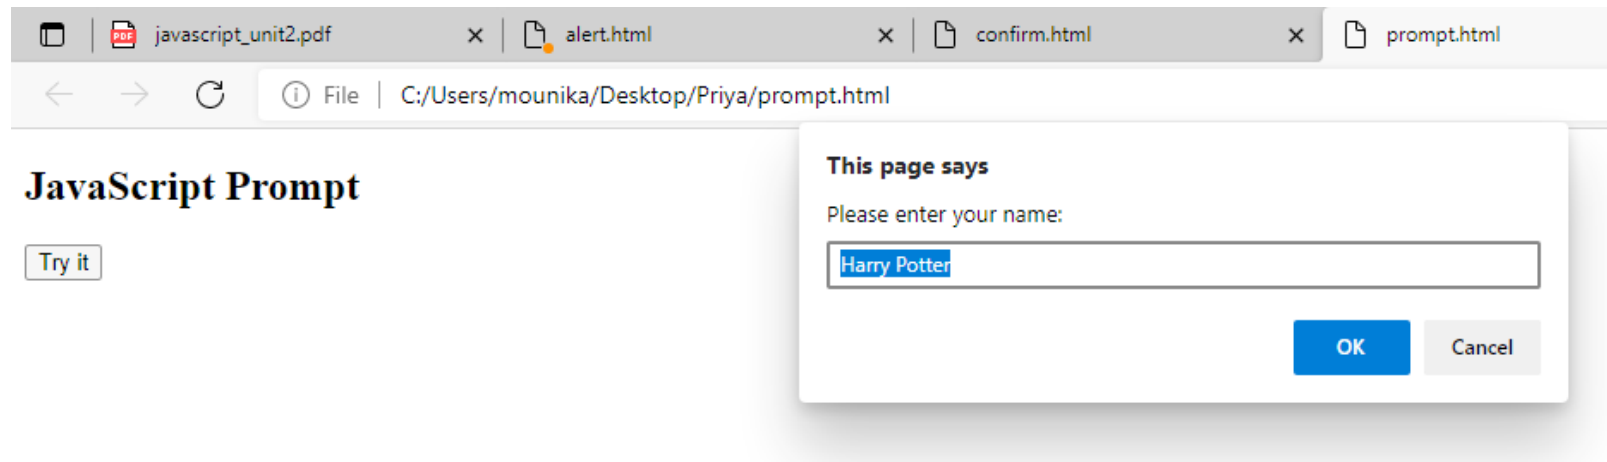 PDF javascript_unit2.pdf alert.html confirm.html prompt.html
File C:/Users/mounika/Desktop/Priya/prompt.html
JavaScript Prompt
Try it
This page says
Please enter your name:
Harry Potter
OK Cancel